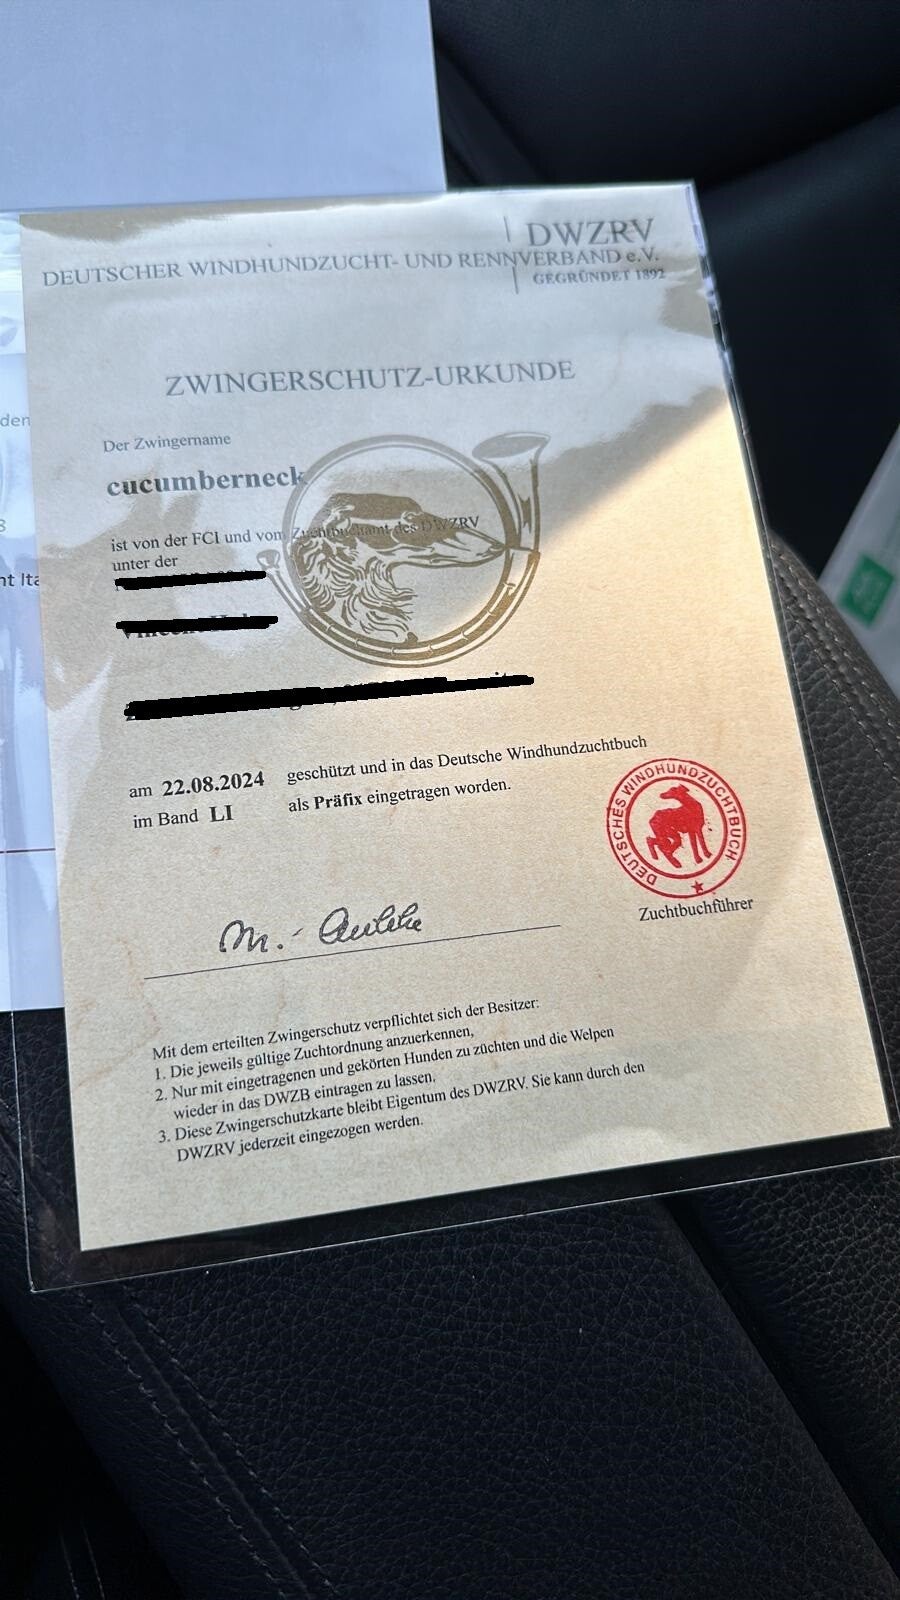 DWZRV
DEUTSCHER WINDHUNDZUCHT- UND RENNVERBAND e.V.
GEGRÜNDET 1892
ZWINGERSCHUTZ-URKUNDE
Der Zwingername
cucumberneck
ist von der FCI und vom Zuchtbuchamt des DWZRV
unter der
am 22.08.2024 geschützt und in das Deutsche Windhundzuchtbuch
im Band LI als Präfix eingetragen worden.
DEUTSCHES WINDHUNDZUCHTBUCH
Zuchtbuchführer
Mit dem erteilten Zwingerschutz verpflichtet sich der Besitzer:
1. Die jeweils gültige Zuchtordnung anzuerkennen,
2. Nur mit eingetragenen und gekörten Hunden zu züchten und die Welpen
wieder in das DWZB eintragen zu lassen.
3. Diese Zwingerschutzkarte bleibt Eigentum des DWZRV. Sie kann durch den
DWZRV jederzeit eingezogen werden.